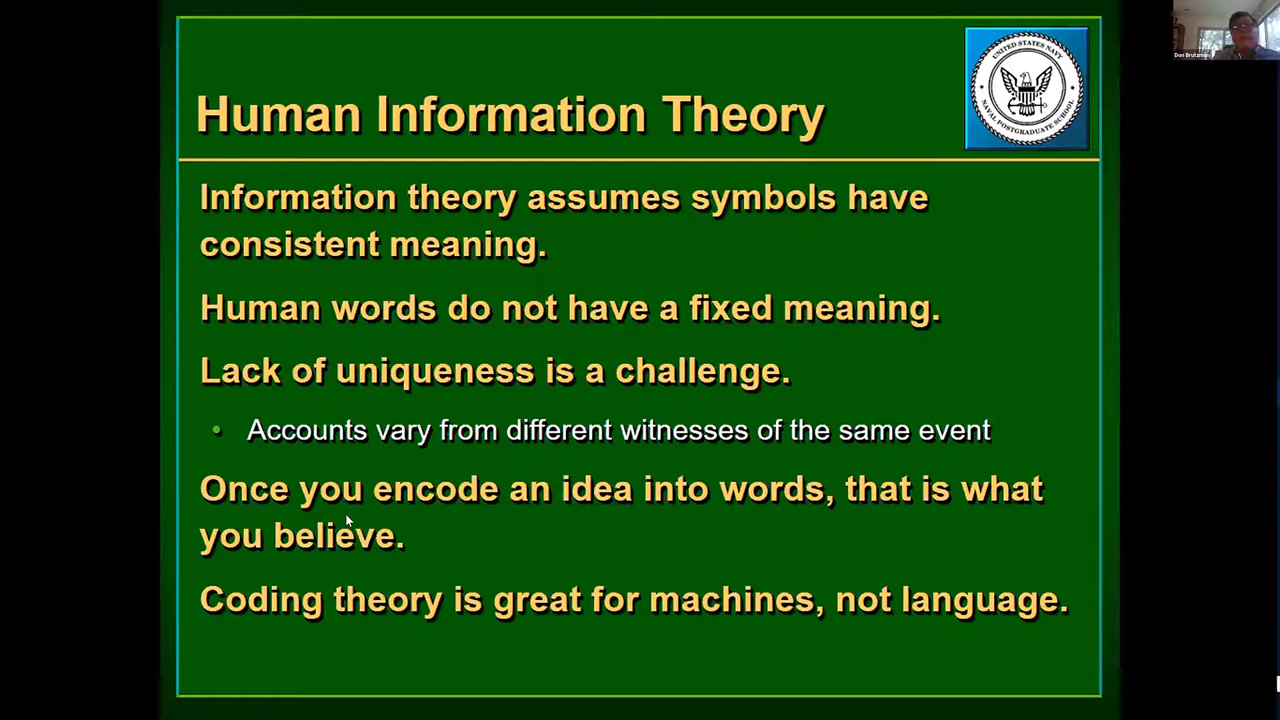 Don Brutzman
UNITED STATES NAVY
NAVAL POSTGRADUATE SCHOOL
Human Information Theory
Information theory assumes symbols have
consistent meaning.
Human words do not have a fixed meaning.
Lack of uniqueness is a challenge.
• Accounts vary from different witnesses of the same event
Once you encode an idea into words, that is what
you believe.
Coding theory is great for machines, not language.